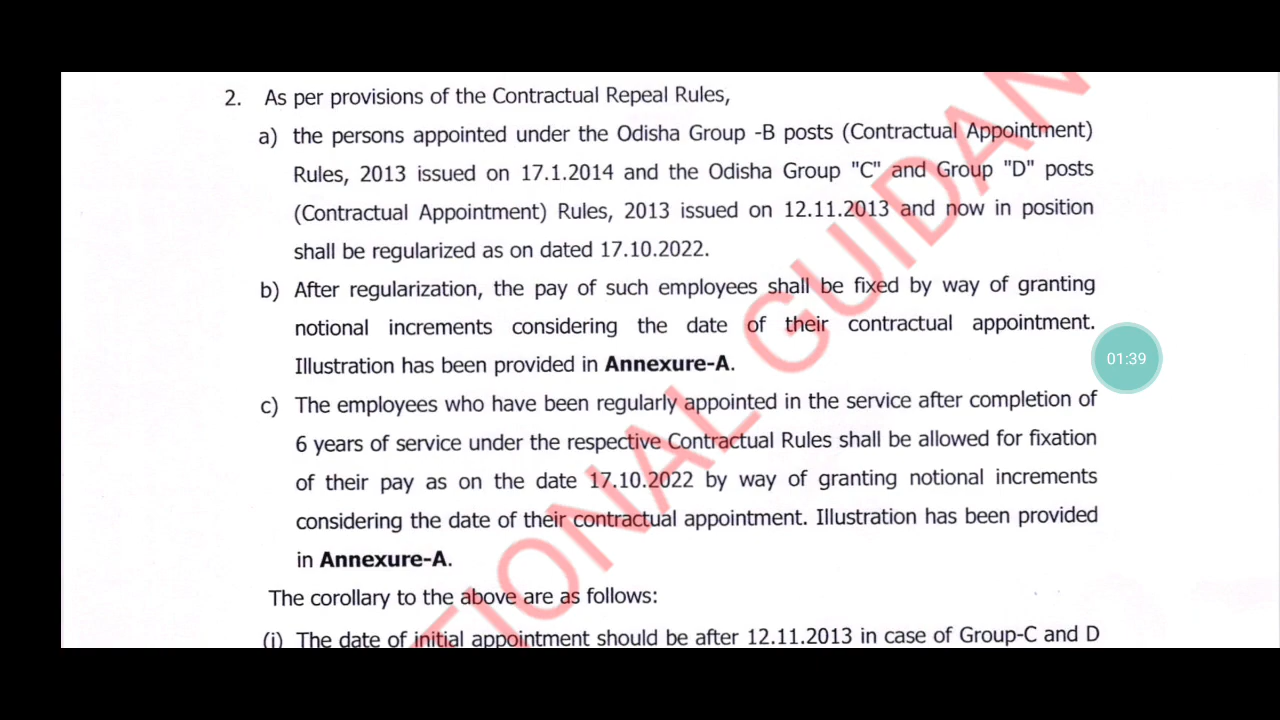 2. As per provisions of the Contractual Repeal Rules,
a) the persons appointed under the Odisha Group -B posts (Contractual Appointment)
Rules, 2013 issued on 17.1.2014 and the Odisha Group "C" and Group "D" posts
(Contractual Appointment) Rules, 2013 issued on 12.11.2013 and now in position
shall be regularized as on dated 17.10.2022.
b) After regularization, the pay of such employees shall be fixed by way of granting
notional increments considering the date of their contractual appointment.
Illustration has been provided in Annexure-A.
01:39
c) The employees who have been regularly appointed in the service after completion of
6 years of service under the respective Contractual Rules shall be allowed for fixation
of their pay as on the date 17.10.2022 by way of granting notional increments
considering the date of their contractual appointment. Illustration has been provided
in Annexure-A.
The corollary to the above are as follows:
(i) The date of initial appointment should be after 12.11.2013 in case of Group-C and D
TIONAL GUIDAN